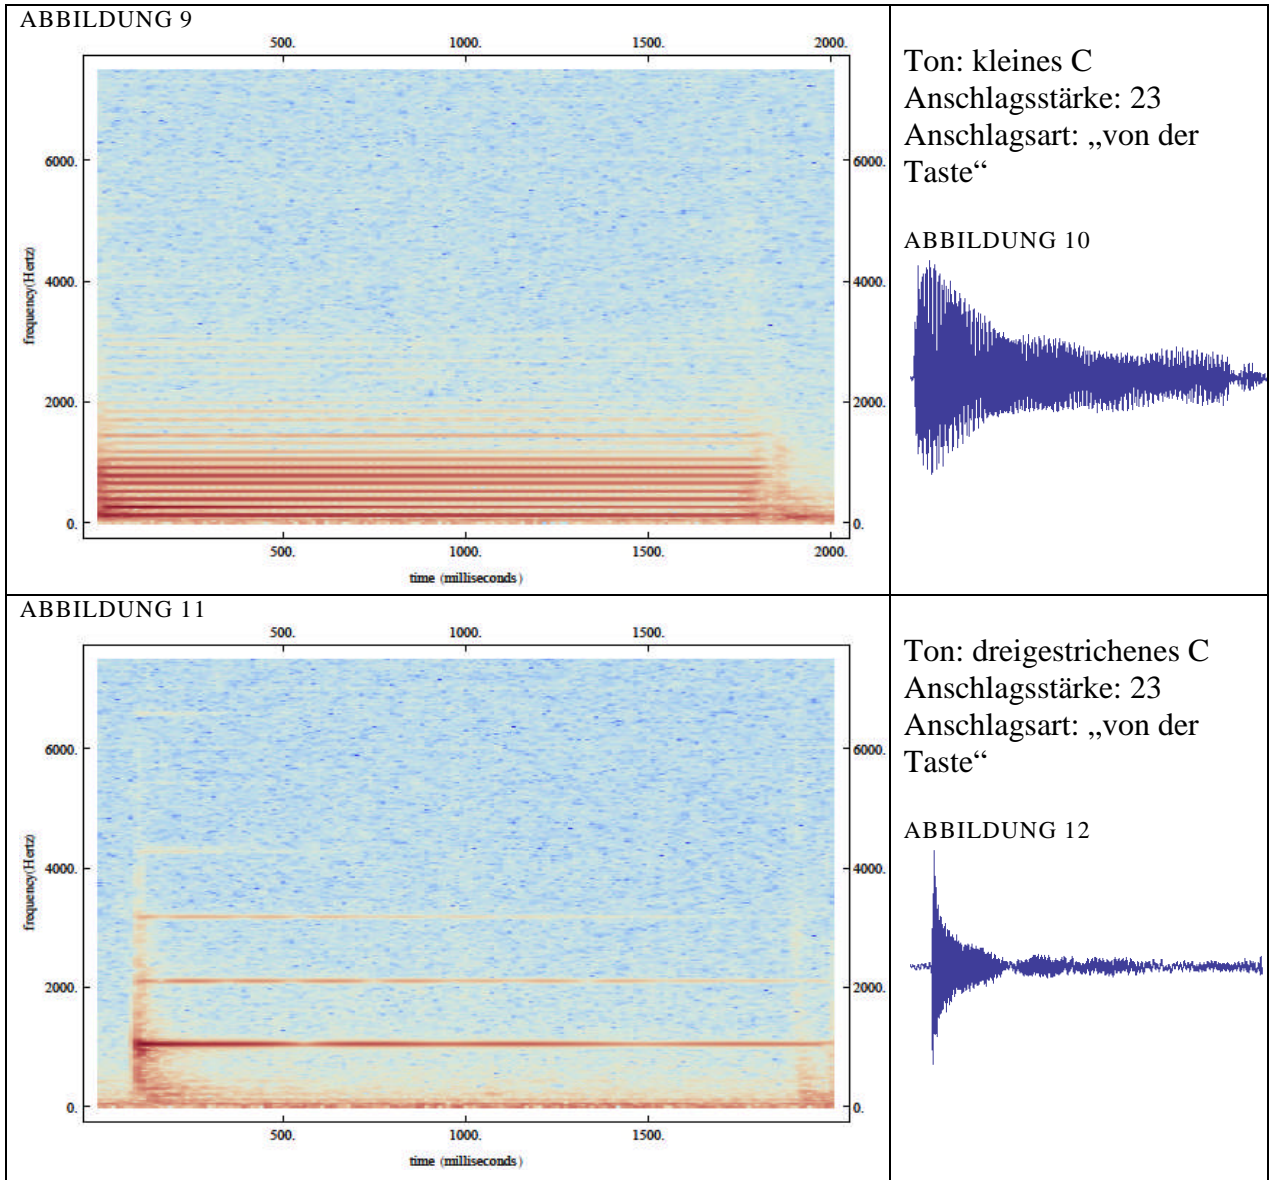 ABBILDUNG 9
500. 1000. 1500. 2000.
6000. 6000.
4000. 4000.
frequency(Hertz)
2000. 2000.
0. 0.
500. 1000. 1500. 2000.
time (milliseconds)
Ton: kleines C
Anschlagsstärke: 23
Anschlagsart: „von der
Taste“
ABBILDUNG 10
ABBILDUNG 11
500. 1000. 1500.
6000. 6000.
4000. 4000.
frequency(Hertz)
2000. 2000.
0. 0.
500. 1000. 1500.
time (milliseconds)
Ton: dreigestrichenes C
Anschlagsstärke: 23
Anschlagsart: „von der
Taste“
ABBILDUNG 12